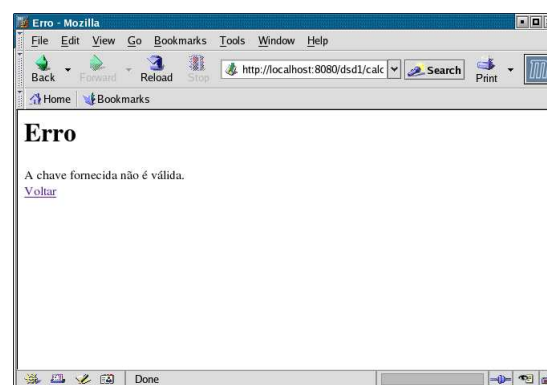 Erro - Mozilla
File Edit View Go Bookmarks Tools Window Help
Back Forward Reload Stop http://localhost:8080/dsd1/calc Search Print
Home Bookmarks
Erro
A chave fornecida não é válida.
Voltar
Done